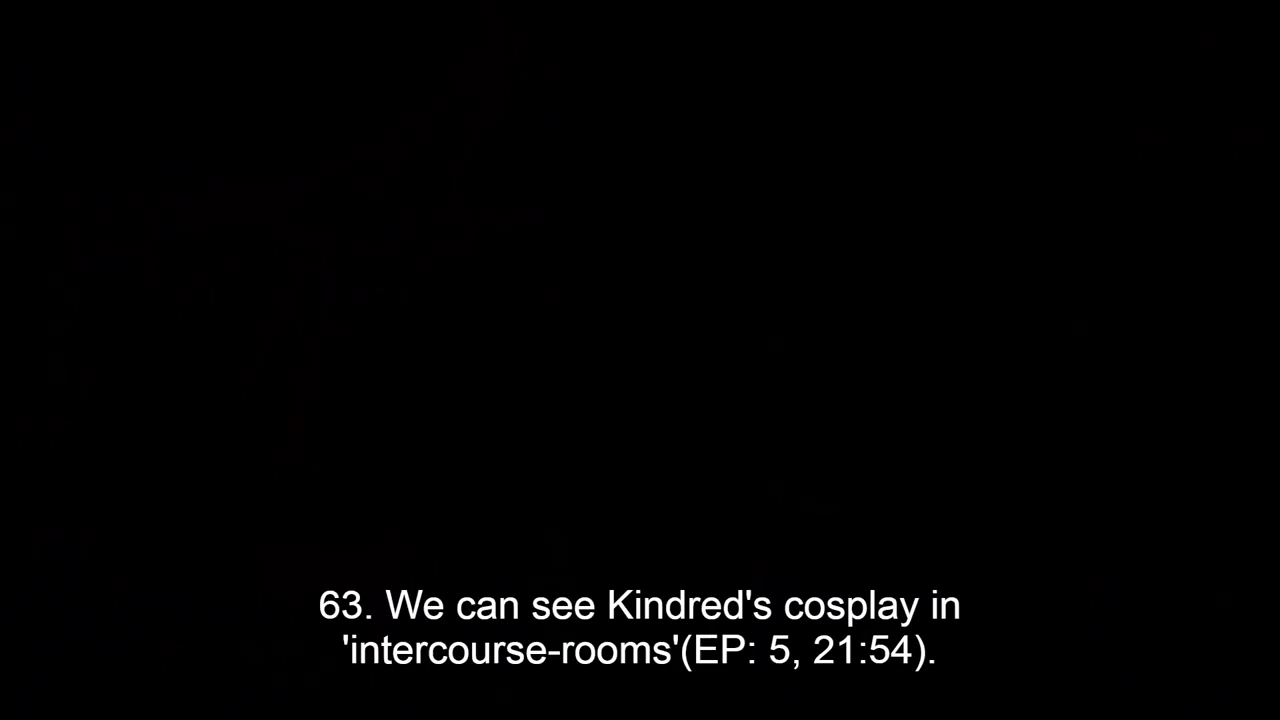 63. We can see Kindred's cosplay in
'intercourse-rooms'(EP: 5, 21:54).